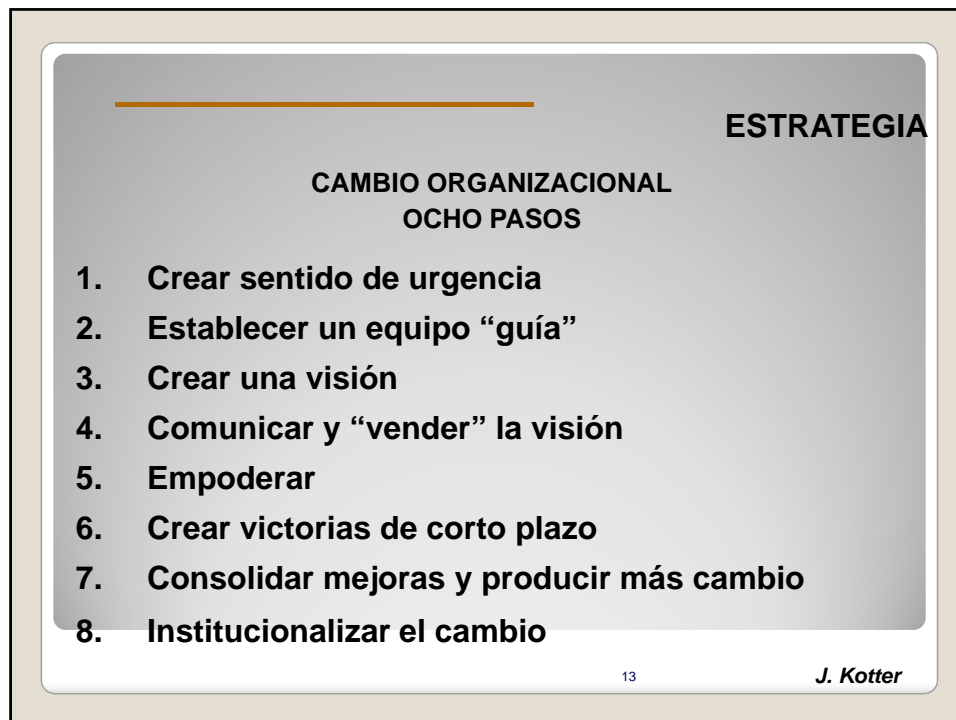 ESTRATEGIA
CAMBIO ORGANIZACIONAL
OCHO PASOS
1. Crear sentido de urgencia
2. Establecer un equipo “guía”
3. Crear una visión
4. Comunicar y “vender” la visión
5. Empoderar
6. Crear victorias de corto plazo
7. Consolidar mejoras y producir más cambio
8. Institucionalizar el cambio
13 J. Kotter